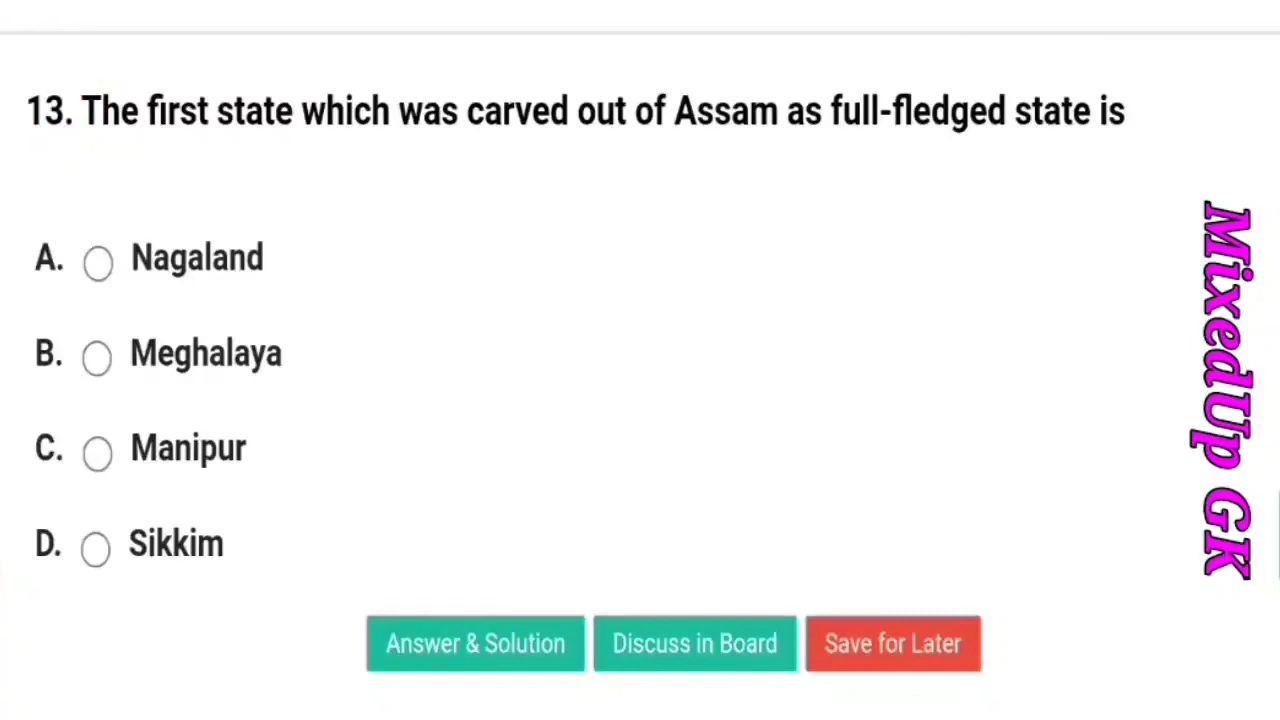 13. The first state which was carved out of Assam as full-fledged state is
A. Nagaland
B. Meghalaya
C. Manipur
D. Sikkim
Answer & Solution Discuss in Board Save for Later
MixedUp GK